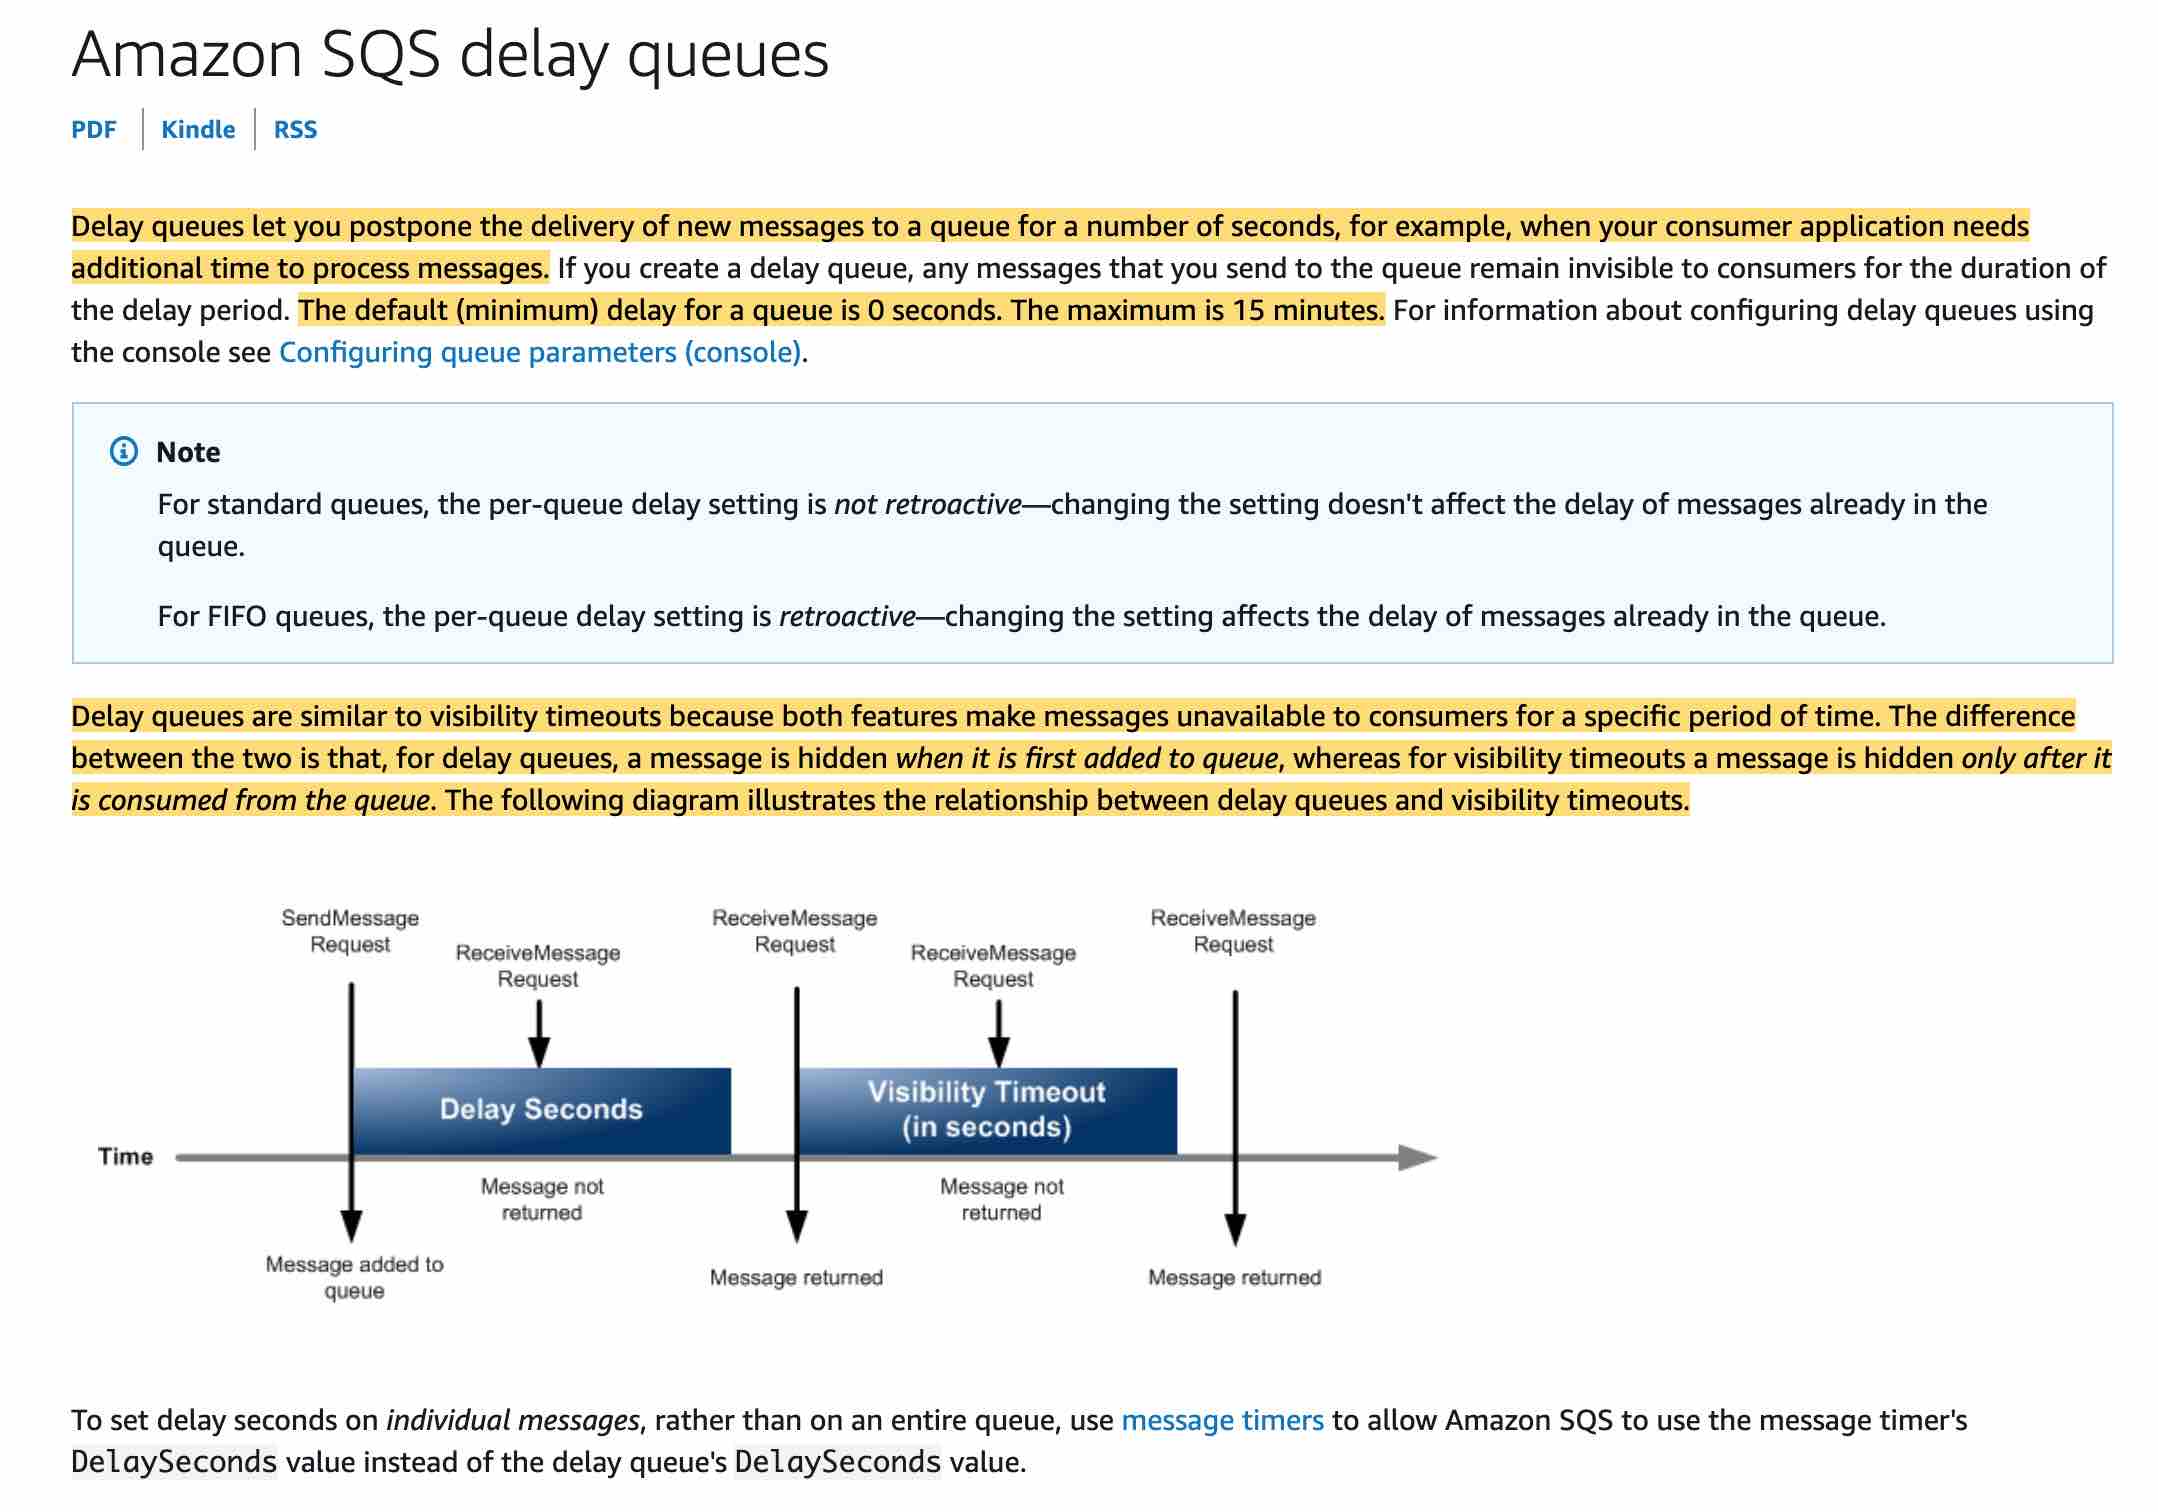 Amazon SQS delay queues
PDF | Kindle | RSS
Delay queues let you postpone the delivery of new messages to a queue for a number of seconds, for example, when your consumer application needs
additional time to process messages. If you create a delay queue, any messages that you send to the queue remain invisible to consumers for the duration of
the delay period. The default (minimum) delay for a queue is 0 seconds. The maximum is 15 minutes. For information about configuring delay queues using
the console see Configuring queue parameters (console).
Note
For standard queues, the per-queue delay setting is not retroactive—changing the setting doesn't affect the delay of messages already in the
queue.
For FIFO queues, the per-queue delay setting is retroactive—changing the setting affects the delay of messages already in the queue.
Delay queues are similar to visibility timeouts because both features make messages unavailable to consumers for a specific period of time. The difference
between the two is that, for delay queues, a message is hidden when it is first added to queue, whereas for visibility timeouts a message is hidden only after it
is consumed from the queue. The following diagram illustrates the relationship between delay queues and visibility timeouts.
SendMessage
Request
ReceiveMessage
Request
ReceiveMessage
Request
ReceiveMessage
Request
ReceiveMessage
Request
Delay Seconds
Visibility Timeout
(in seconds)
Time
Message not
returned
Message not
returned
Message added to
queue
Message returned
Message returned
To set delay seconds on individual messages, rather than on an entire queue, use message timers to allow Amazon SQS to use the message timer's
DelaySeconds value instead of the delay queue's DelaySeconds value.